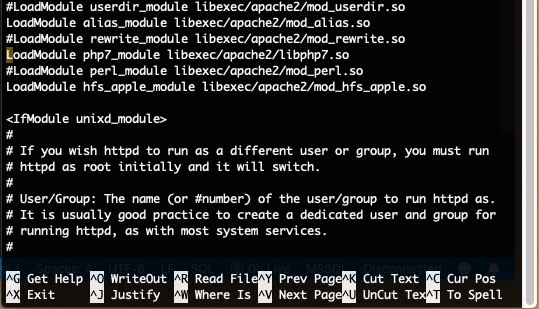 #LoadModule userdir_module libexec/apache2/mod_userdir.so
LoadModule alias_module libexec/apache2/mod_alias.so
#LoadModule rewrite_module libexec/apache2/mod_rewrite.so
LoadModule php7_module libexec/apache2/libphp7.so
#LoadModule perl_module libexec/apache2/mod_perl.so
LoadModule hfs_apple_module libexec/apache2/mod_hfs_apple.so
<IfModule unixd_module>
#
# If you wish httpd to run as a different user or group, you must run
# httpd as root initially and it will switch.
#
# User/Group: The name (or #number) of the user/group to run httpd as.
# It is usually good practice to create a dedicated user and group for
# running httpd, as with most system services.
#
^G Get Help ^O WriteOut ^R Read File ^Y Prev Page ^K Cut Text ^C Cur Pos
^X Exit ^J Justify ^W Where Is ^V Next Page ^U UnCut Text ^T To Spell